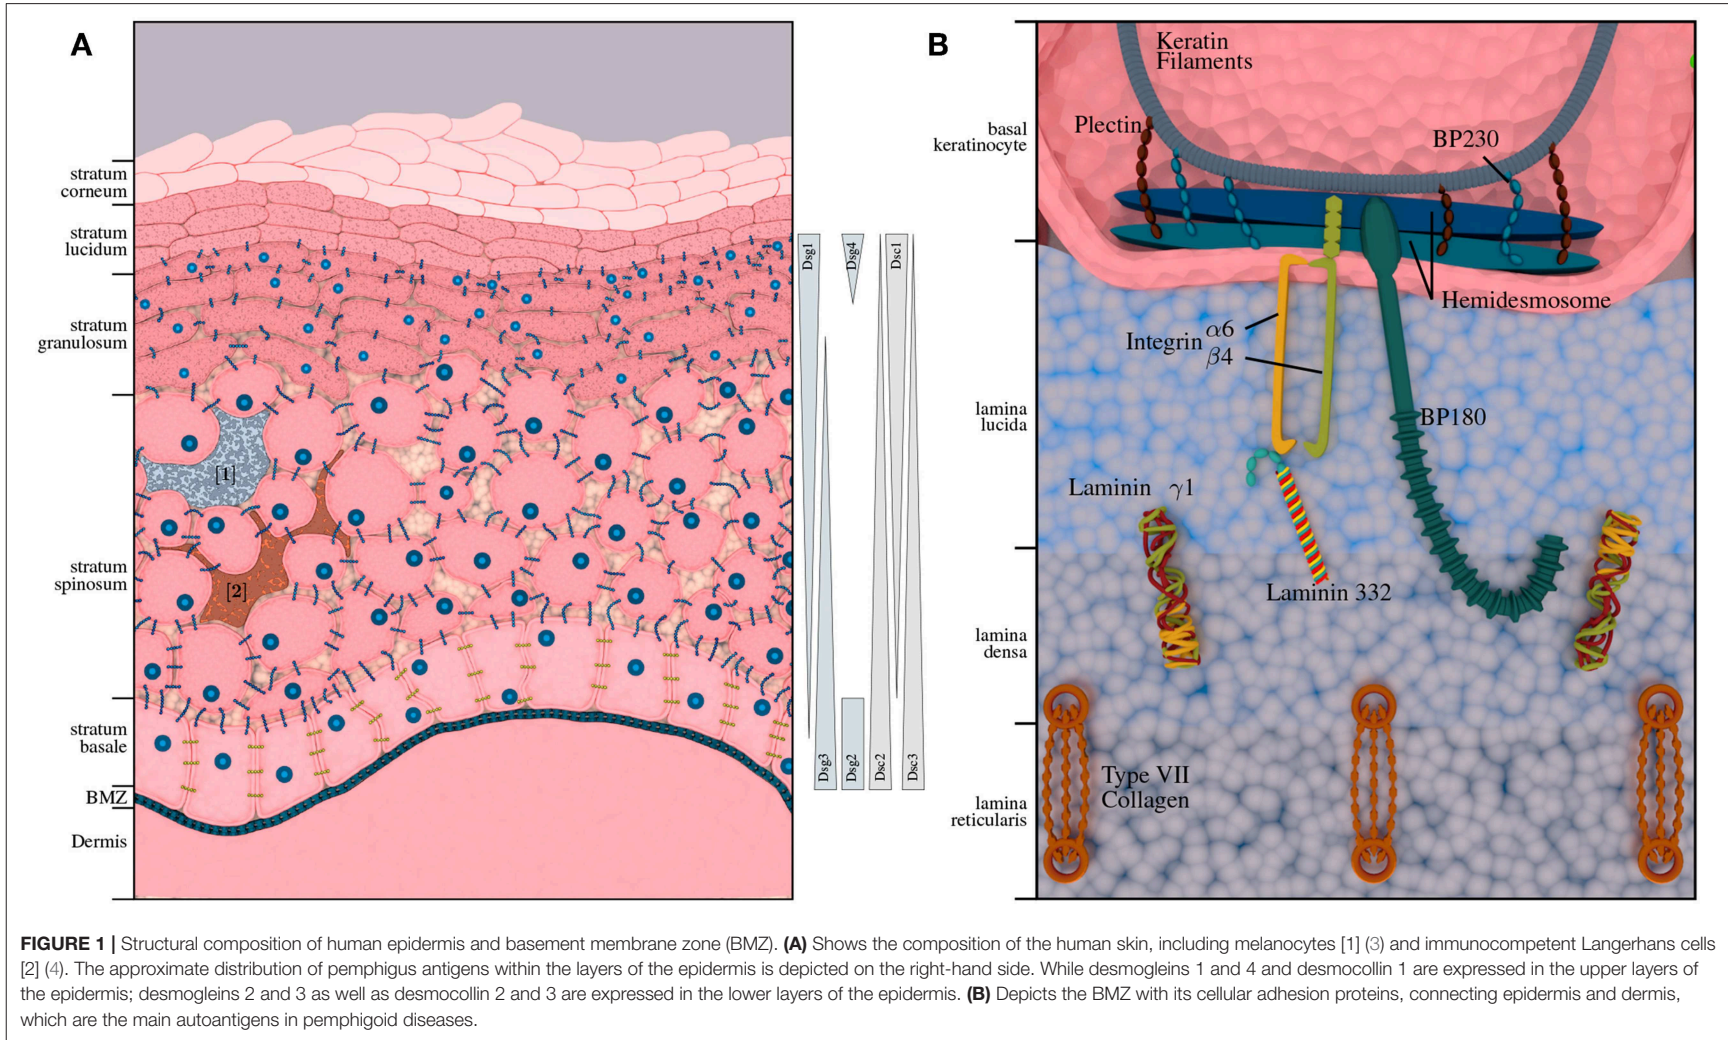 A
stratum
corneum
stratum
lucidum
stratum
granulosum
[1]
stratum
spinosum
[2]
stratum
basale
BMZ
Dermis
Dsg1
Dsg4
Dsc1
Dsg3
Dsg2
Dsc2
Dsc3
B
Keratin
Filaments
basal
keratinocyte
Plectin
BP230
Hemidesmosome
Integrin α6
β4
lamina
lucida
BP180
Laminin γ1
Laminin 332
lamina
densa
Type VII
Collagen
lamina
reticularis
FIGURE 1 | Structural composition of human epidermis and basement membrane zone (BMZ). (A) Shows the composition of the human skin, including melanocytes [1] (3) and immunocompetent Langerhans cells
[2] (4). The approximate distribution of pemphigus antigens within the layers of the epidermis is depicted on the right-hand side. While desmogleins 1 and 4 and desmocollin 1 are expressed in the upper layers of
the epidermis; desmogleins 2 and 3 as well as desmocollin 2 and 3 are expressed in the lower layers of the epidermis. (B) Depicts the BMZ with its cellular adhesion proteins, connecting epidermis and dermis,
which are the main autoantigens in pemphigoid diseases.